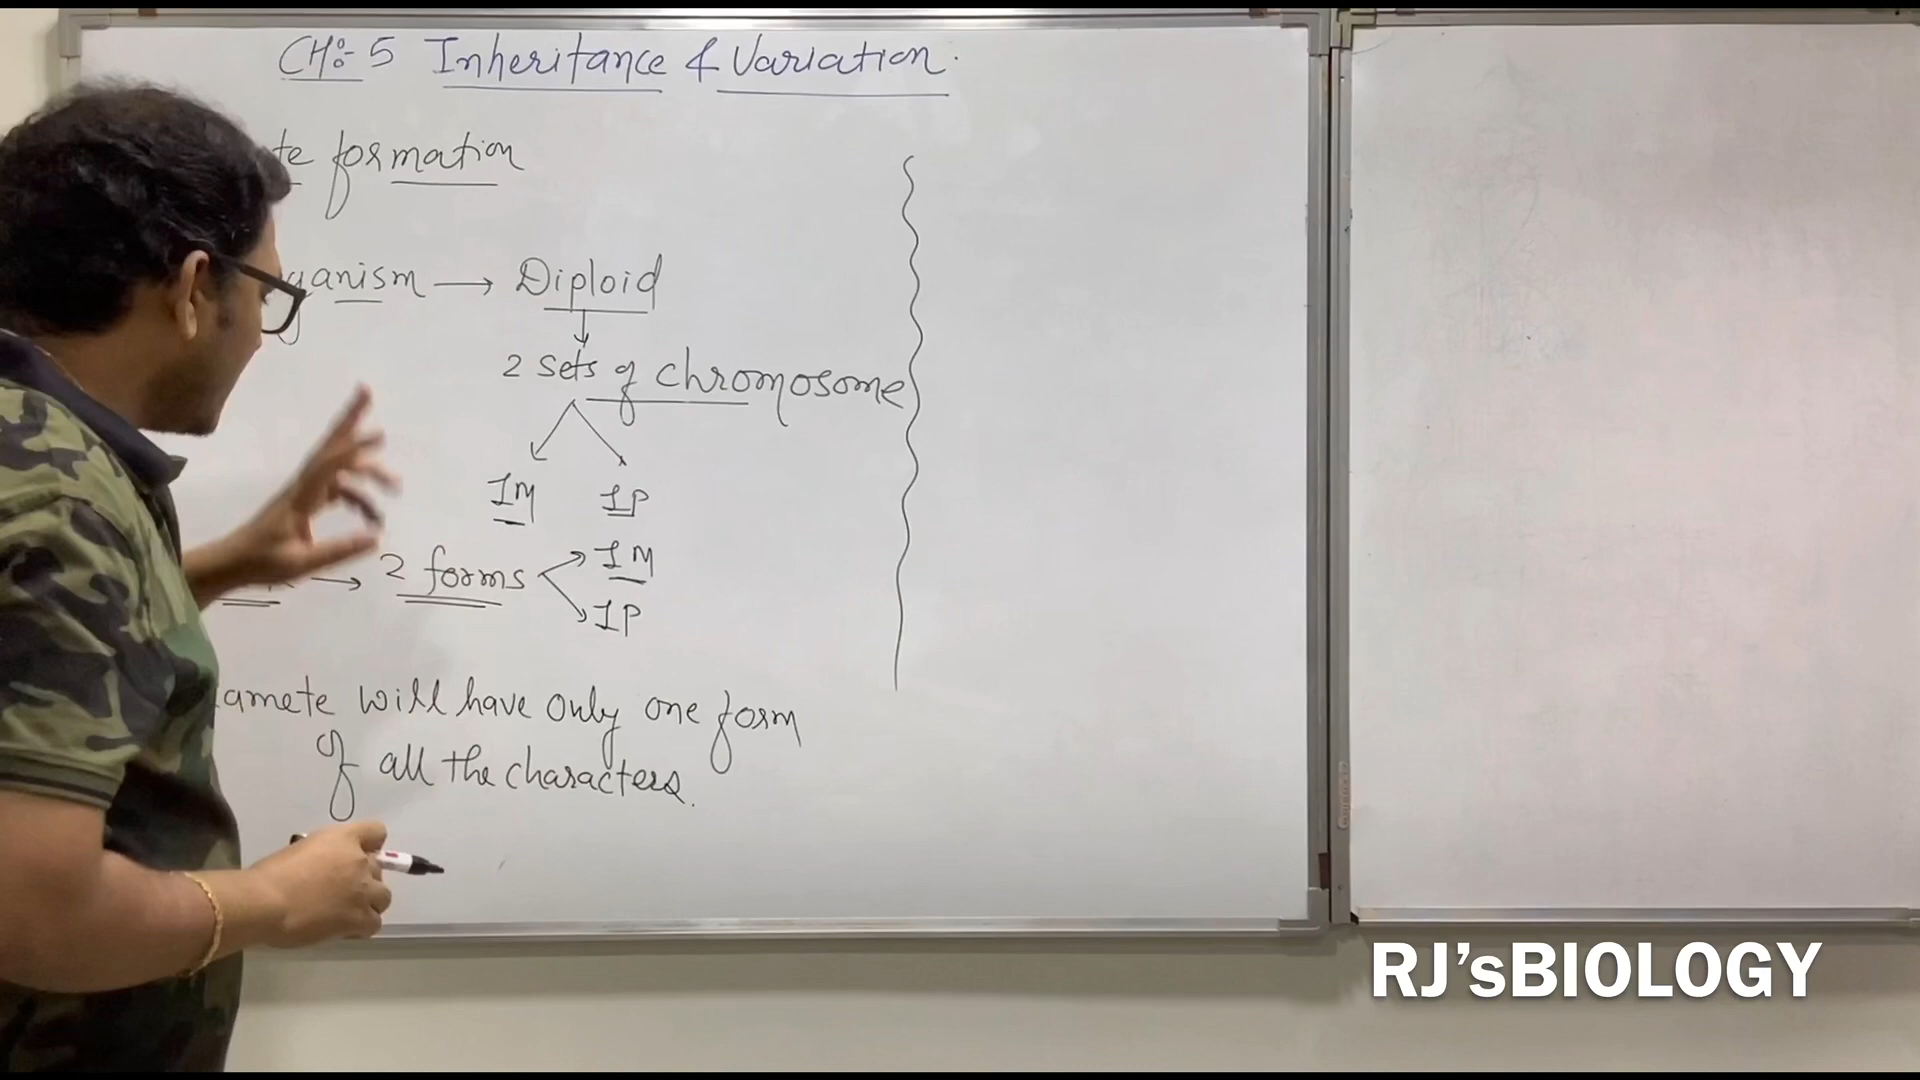 CH:- 5 Inheritance & Variation.
te formation
ganism → Diploid
2 sets of chromosome
1M 1P
→ 2 forms 1M
1P
amete will have only one form
of all the characters.
RJ'sBIOLOGY